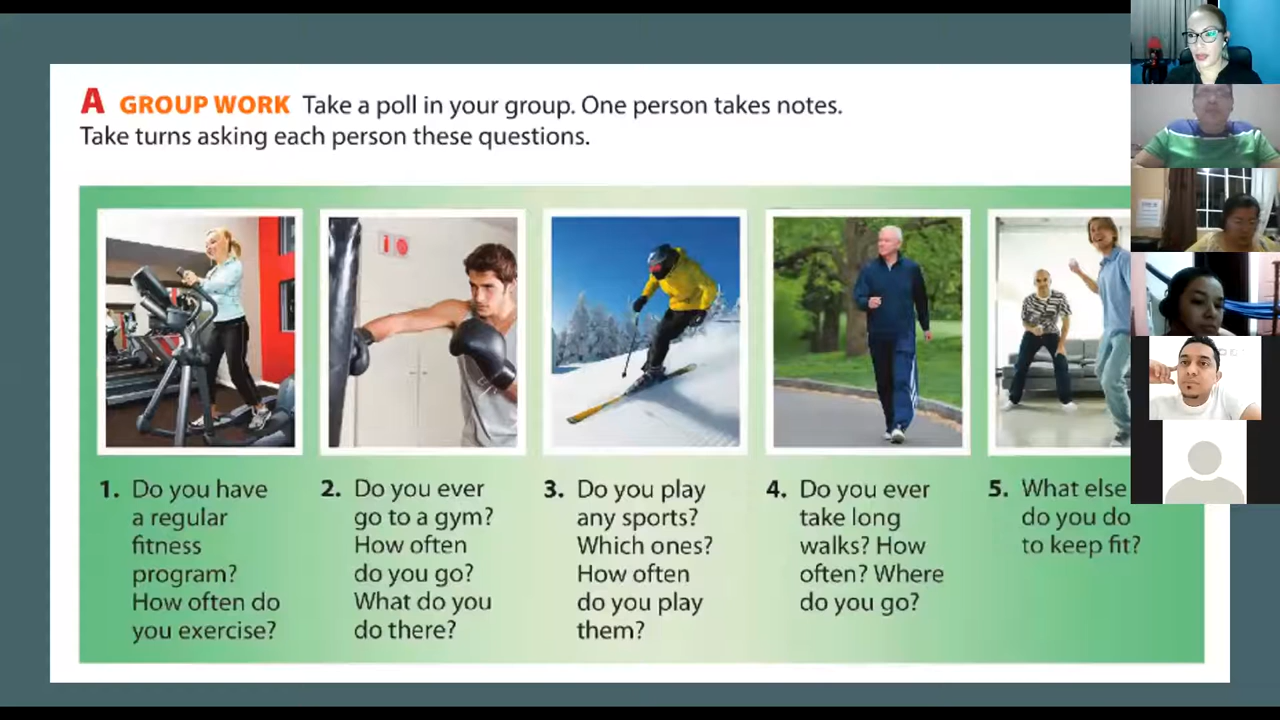 A GROUP WORK Take a poll in your group. One person takes notes.
Take turns asking each person these questions.
1. Do you have
a regular
fitness
program?
How often do
you exercise?
2. Do you ever
go to a gym?
How often
do you go?
What do you
do there?
3. Do you play
any sports?
Which ones?
How often
do you play
them?
4. Do you ever
take long
walks? How
often? Where
do you go?
5. What else
do you do
to keep fit?